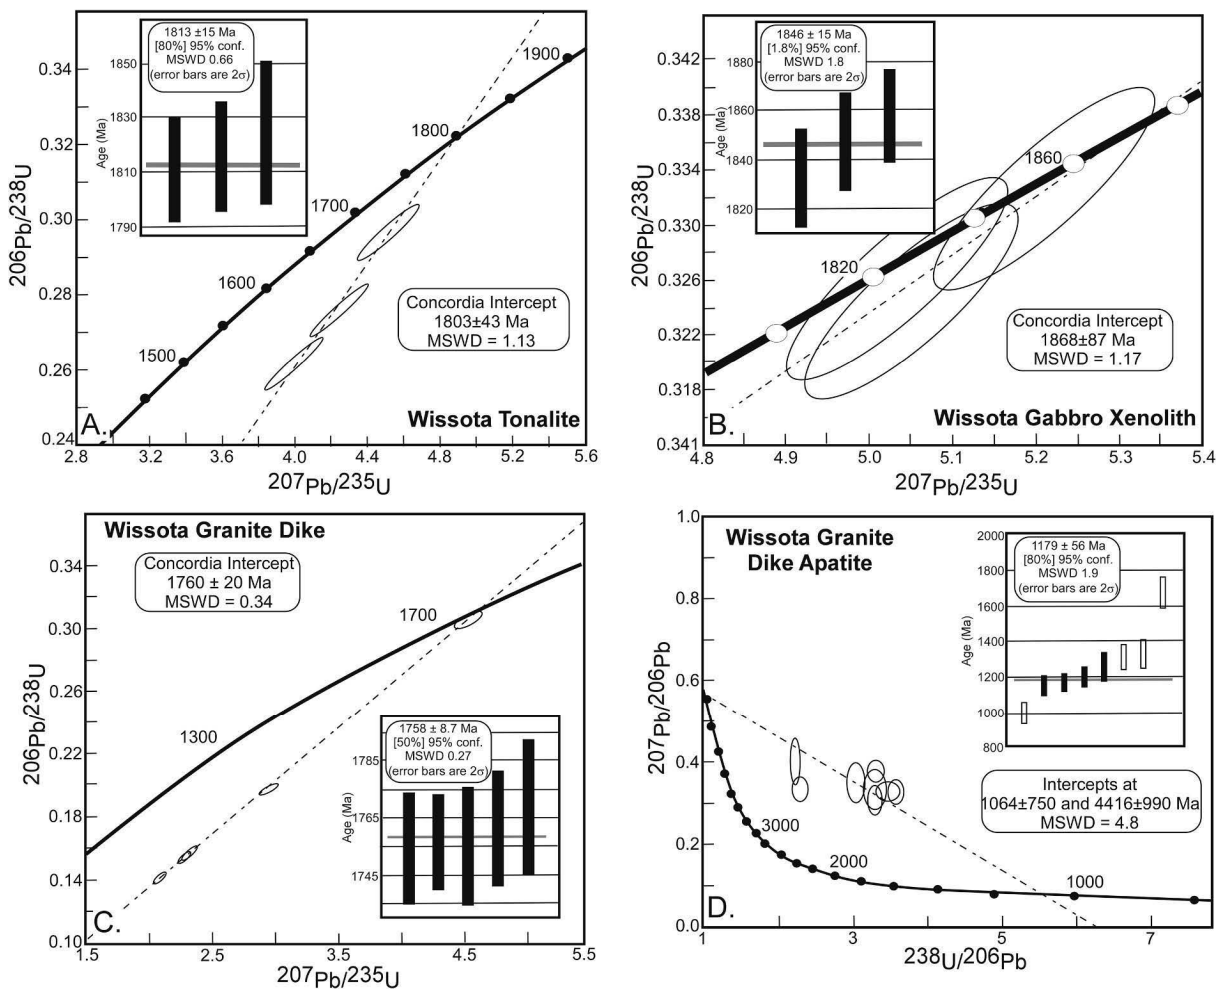 1813 ±15 Ma
[80%] 95% conf.
MSWD 0.66
(error bars are 2σ)
1850
1830
1810
1790
Age (Ma)
0.34
0.32
0.30
0.28
0.26
0.24
206Pb/238U
1900
1800
1700
1600
1500
Concordia Intercept
1803±43 Ma
MSWD = 1.13
A.
Wissota Tonalite
2.8 3.2 3.6 4.0 4.4 4.8 5.2 5.6
207Pb/235U
1846 ± 15 Ma
[1.8%] 95% conf.
MSWD 1.8
(error bars are 2σ)
1880
1860
1840
1820
Age (Ma)
0.342
0.338
0.334
0.330
0.326
0.322
0.318
0.341
206Pb/238U
1860
1820
Concordia Intercept
1868±87 Ma
MSWD = 1.17
B.
Wissota Gabbro Xenolith
4.8 4.9 5.0 5.1 5.2 5.3 5.4
207Pb/235U
Wissota Granite Dike
Concordia Intercept
1760 ± 20 Ma
MSWD = 0.34
0.34
0.30
0.26
0.22
0.18
0.14
0.10
206Pb/238U
1700
1300
1758 ± 8.7 Ma
[50%] 95% conf.
MSWD 0.27
(error bars are 2σ)
1785
1765
1745
Age (Ma)
C.
1.5 2.5 3.5 4.5 5.5
207Pb/235U
Wissota Granite
Dike Apatite
1.0
0.8
0.6
0.4
0.2
0.0
207Pb/206Pb
1179 ± 56 Ma
[80%] 95% conf.
MSWD 1.9
(error bars are 2σ)
2000
1800
1600
1400
1200
1000
800
Age (Ma)
Intercepts at
1064±750 and 4416±990 Ma
MSWD = 4.8
3000
2000
1000
D.
1 3 5 7
238U/206Pb